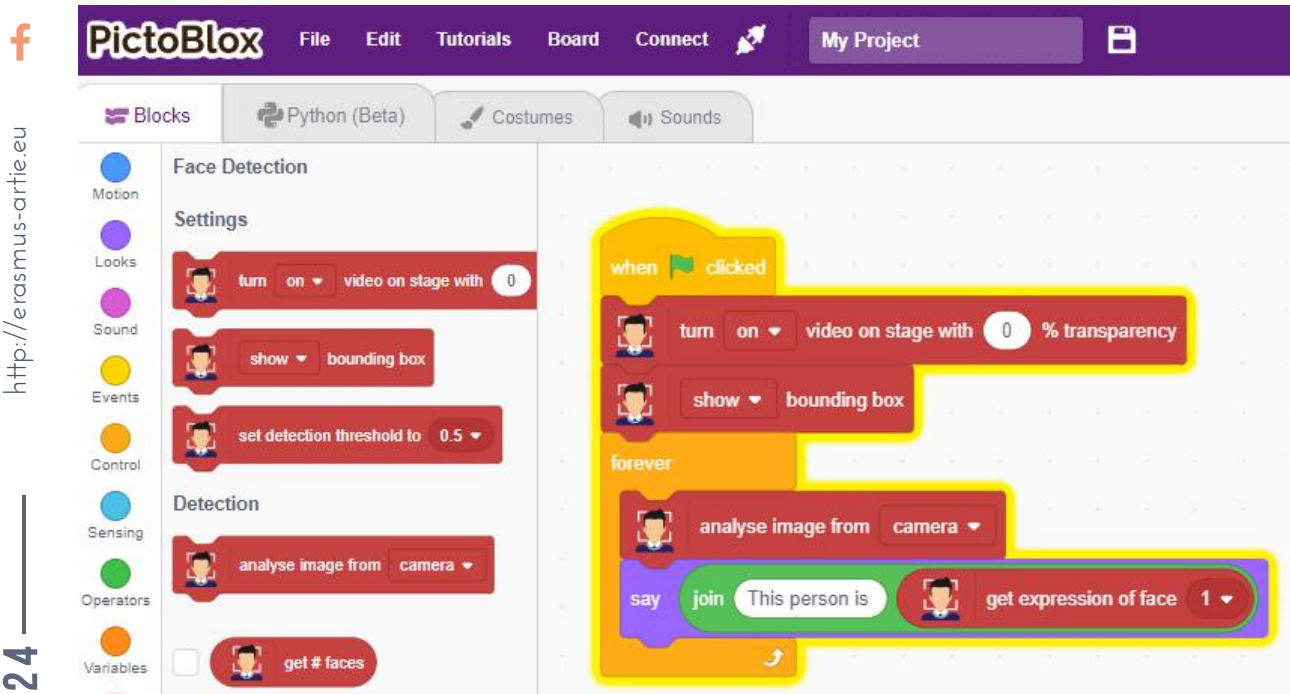 f
http://erasmus-artie.eu
24
PictoBlox File Edit Tutorials Board Connect My Project
Blocks Python (Beta) Costumes Sounds
Motion
Looks
Sound
Events
Control
Sensing
Operators
Variables
Face Detection
Settings
turn on video on stage with 0
show bounding box
set detection threshold to 0.5
Detection
analyse image from camera
get # faces
when clicked
turn on video on stage with 0 % transparency
show bounding box
forever
analyse image from camera
say join This person is get expression of face 1